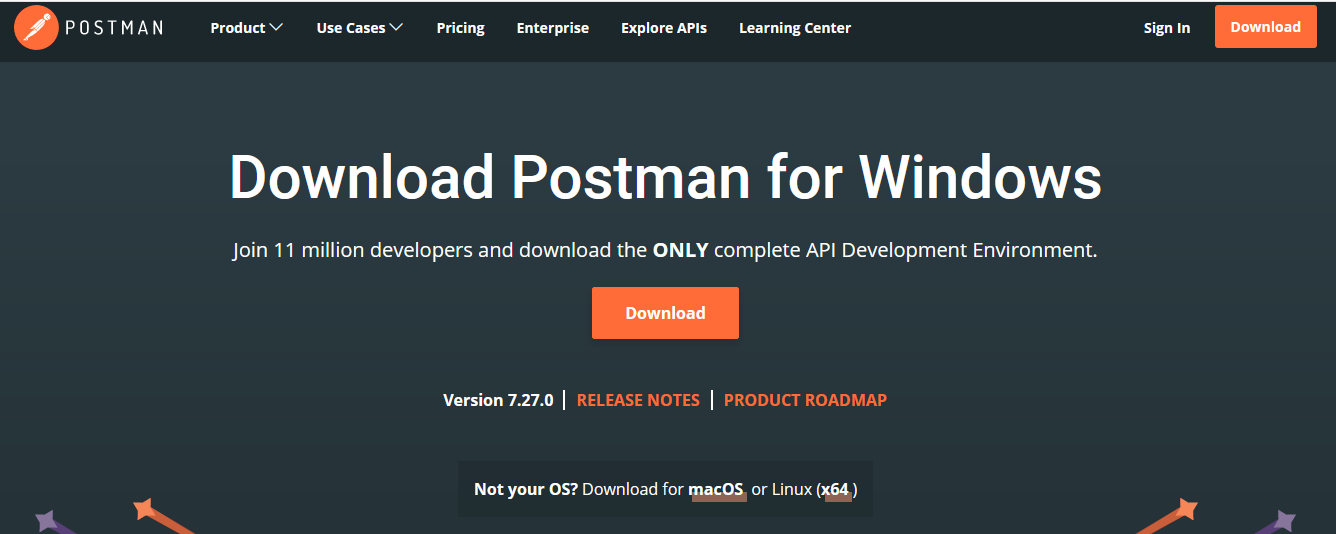 POSTMAN Product Use Cases Pricing Enterprise Explore APIs Learning Center Sign In Download
Download Postman for Windows
Join 11 million developers and download the ONLY complete API Development Environment.
Download
Version 7.27.0 | RELEASE NOTES | PRODUCT ROADMAP
Not your OS? Download for macOS or Linux (x64)